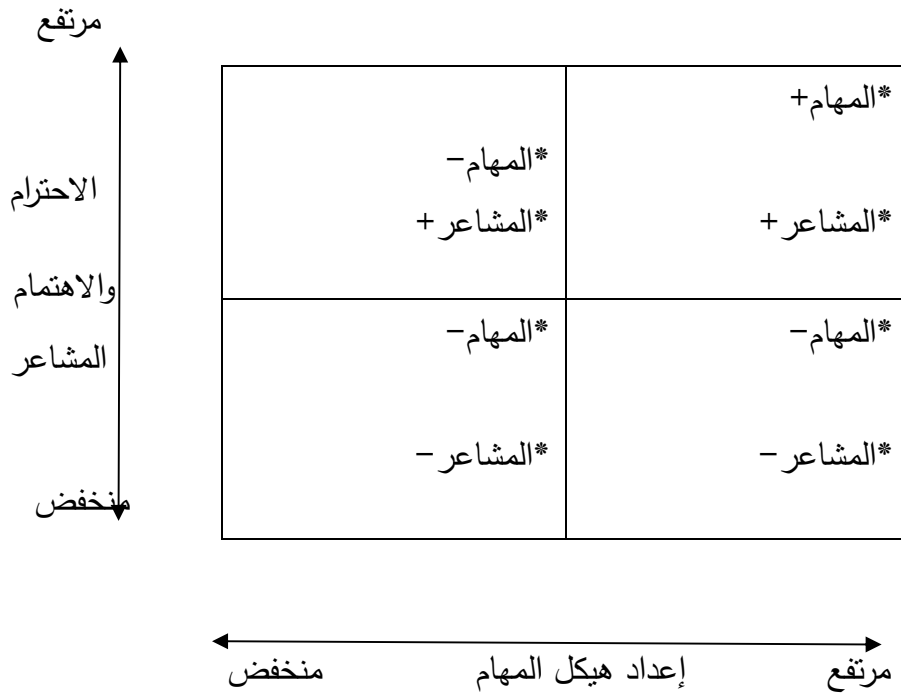 مرتفع
*المهام+
*المشاعر+
*المهام–
*المشاعر+
الاحترام
والاهتمام
المشاعر
منخفض
*المهام–
*المشاعر–
*المهام–
*المشاعر–
مرتفع إعداد هيكل المهام منخفض